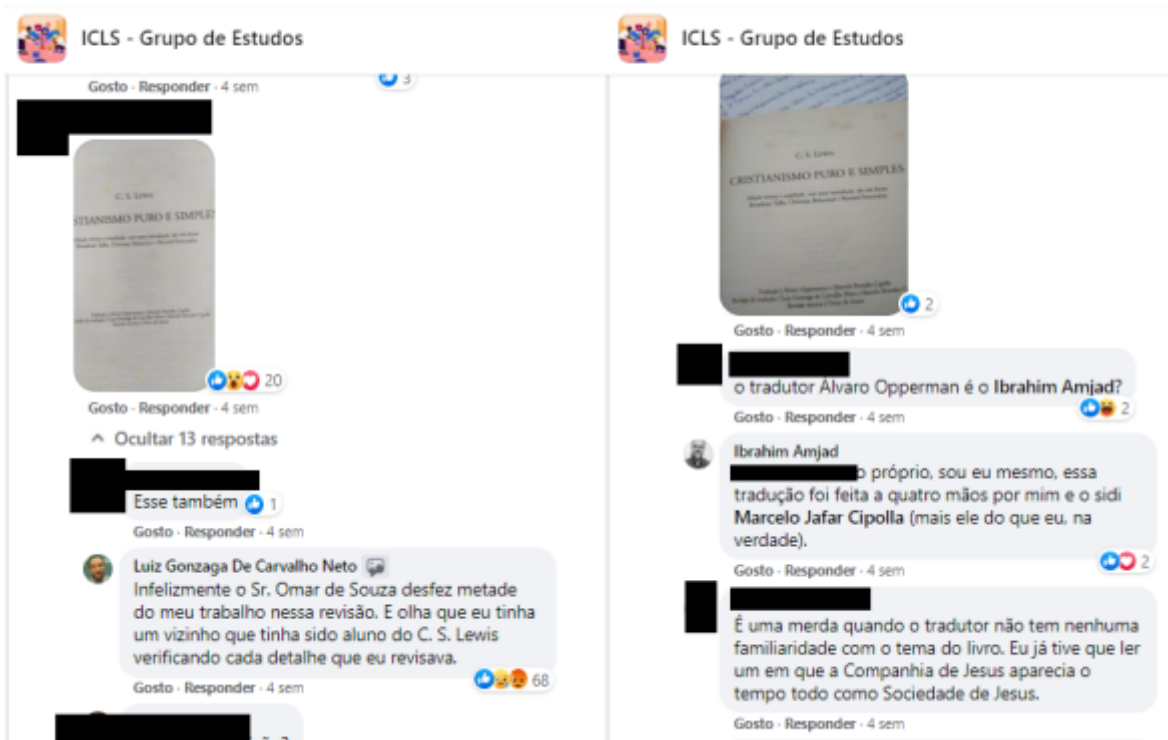 ICLS - Grupo de Estudos
Gosto · Responder · 4 sem
3
C. S. Lewis
STIANISMO PURO E SIMPLES
20
Gosto · Responder · 4 sem
Ocultar 13 respostas
Esse também
1
Gosto · Responder · 4 sem
Luiz Gonzaga De Carvalho Neto
Infelizmente o Sr. Omar de Souza desfez metade
do meu trabalho nessa revisão. E olha que eu tinha
um vizinho que tinha sido aluno do C. S. Lewis
verificando cada detalhe que eu revisava.
68
Gosto · Responder · 4 sem
ICLS - Grupo de Estudos
C. S. Lewis
CRISTIANISMO PURO E SIMPLES
2
Gosto · Responder · 4 sem
o tradutor Álvaro Opperman é o Ibrahim Amjad?
2
Gosto · Responder · 4 sem
Ibrahim Amjad
o próprio, sou eu mesmo, essa
tradução foi feita a quatro mãos por mim e o sidi
Marcelo Jafar Cipolla (mais ele do que eu, na
verdade).
2
Gosto · Responder · 4 sem
É uma merda quando o tradutor não tem nenhuma
familiaridade com o tema do livro. Eu já tive que ler
um em que a Companhia de Jesus aparecia o
tempo todo como Sociedade de Jesus.
Gosto · Responder · 4 sem